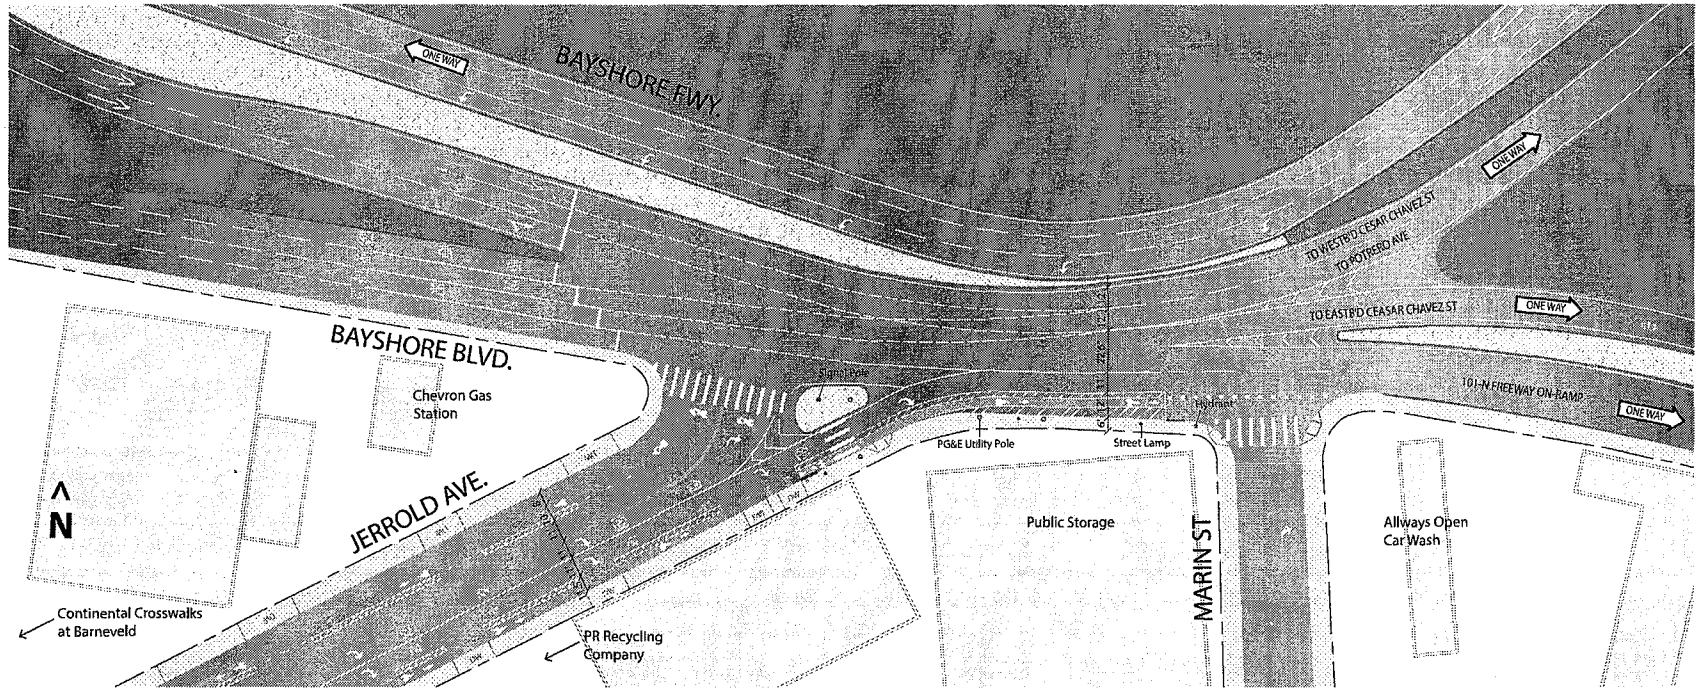 ONE WAY
BAYSHORE FWY.
ONE WAY
TO WESTB'D CESAR CHAVEZ ST
TO POTRERO AVE
TO EASTB'D CEASAR CHAVEZ ST
ONE WAY
BAYSHORE BLVD.
Signal Pole
101-N FREEWAY ON-RAMP
ONE WAY
Chevron Gas
Station
Hydrant
PG&E Utility Pole
Street Lamp
JERROLD AVE.
^
N
Public Storage
MARIN ST
Allways Open
Car Wash
Continental Crosswalks
at Barneveld
PR Recycling
Company
DW
DW